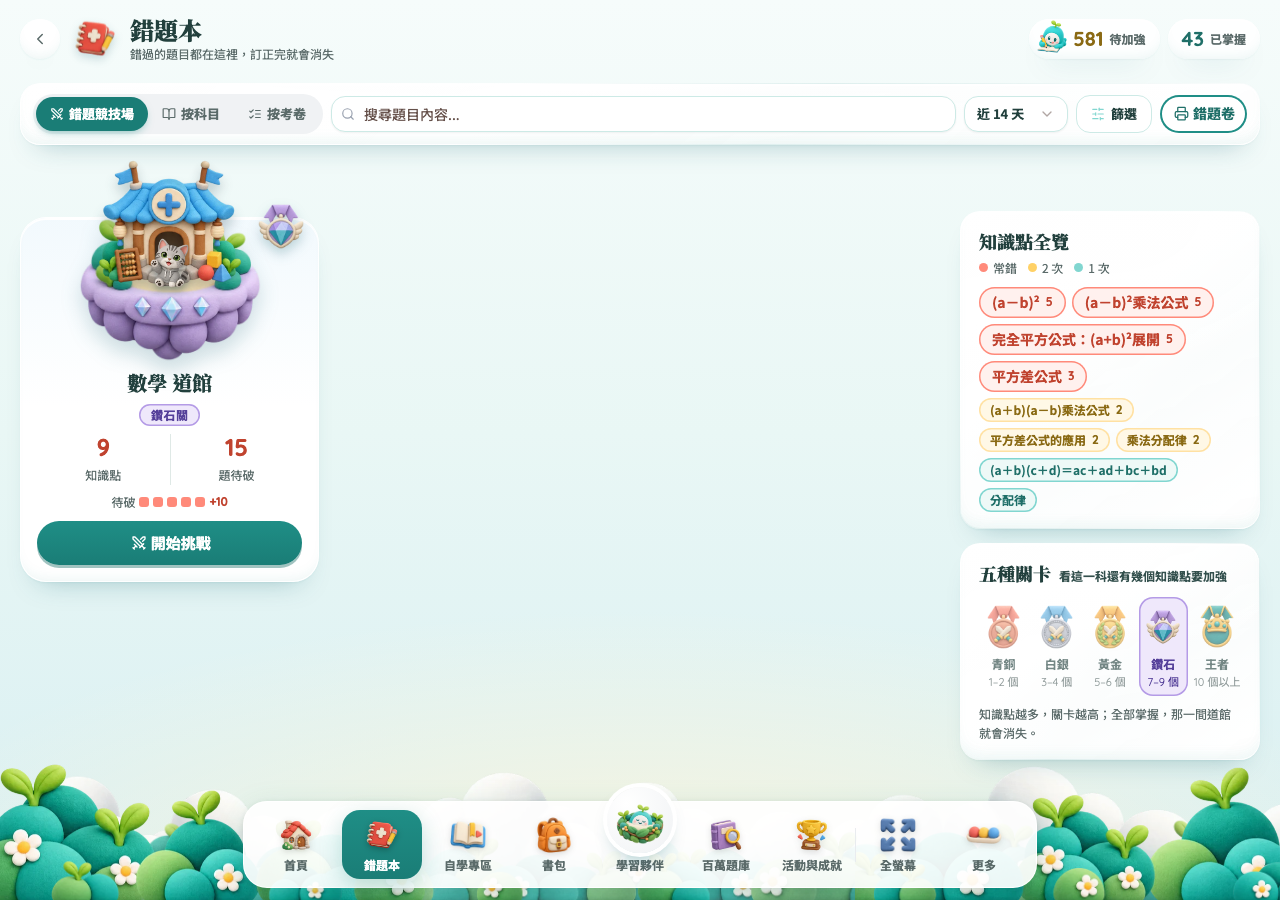 錯題本
錯過的題目都在這裡，訂正完就會消失
581 待加強
43 已掌握
錯題競技場
按科目
按考卷
搜尋題目內容...
近 14 天
篩選
錯題卷
數學 道館
鑽石關
9
知識點
15
題待破
待破 +10
開始挑戰
知識點全覽
常錯 2 次 1 次
(a－b)² 5
(a－b)²乘法公式 5
完全平方公式：(a+b)²展開 5
平方差公式 3
(a＋b)(a－b)乘法公式 2
平方差公式的應用 2
乘法分配律 2
(a＋b)(c＋d)＝ac＋ad＋bc＋bd
分配律
五種關卡 看這一科還有幾個知識點要加強
青銅
1–2 個
白銀
3–4 個
黃金
5–6 個
鑽石
7–9 個
王者
10 個以上
知識點越多，關卡越高；全部掌握，那一間道館
就會消失。
首頁
錯題本
自學專區
書包
學習夥伴
百萬題庫
活動與成就
全螢幕
更多